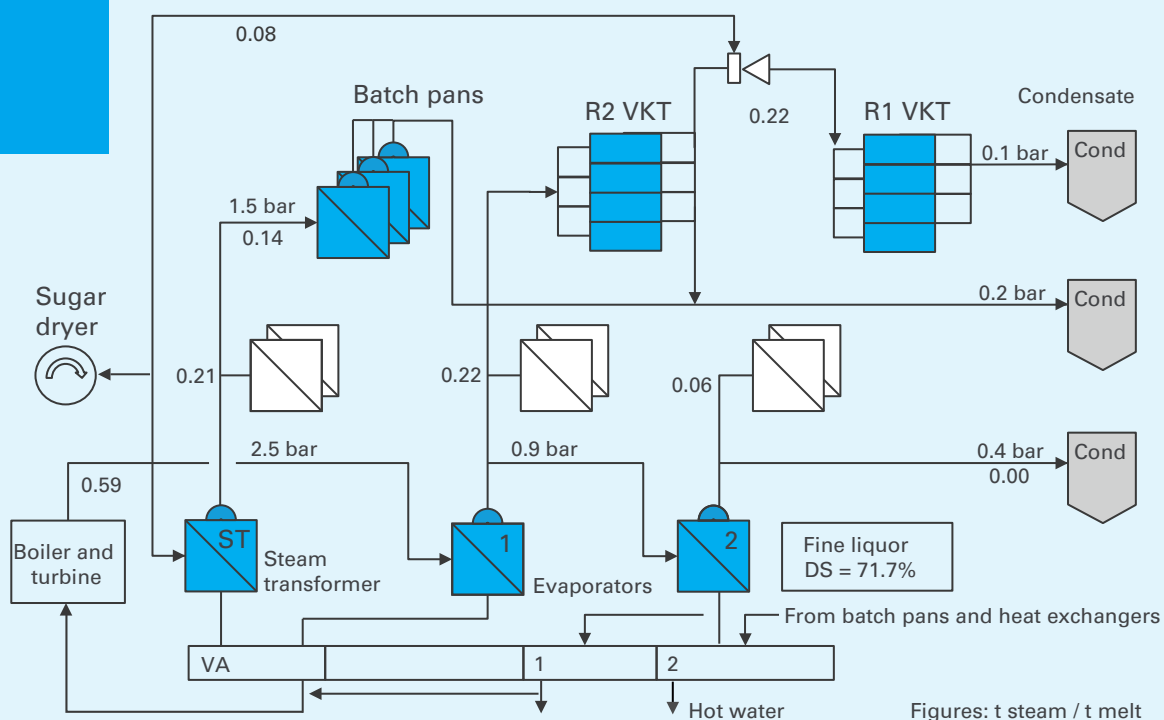 0.08
Batch pans
R2 VKT
0.22
R1 VKT
Condensate
0.1 bar
Cond
1.5 bar
0.14
Sugar
dryer
0.2 bar
Cond
0.21
0.22
0.06
2.5 bar
0.9 bar
0.4 bar
0.00
Cond
0.59
Boiler and
turbine
ST
Steam
transformer
1
Evaporators
2
Fine liquor
DS = 71.7%
From batch pans and heat exchangers
VA
1
2
Hot water
Figures: t steam / t melt